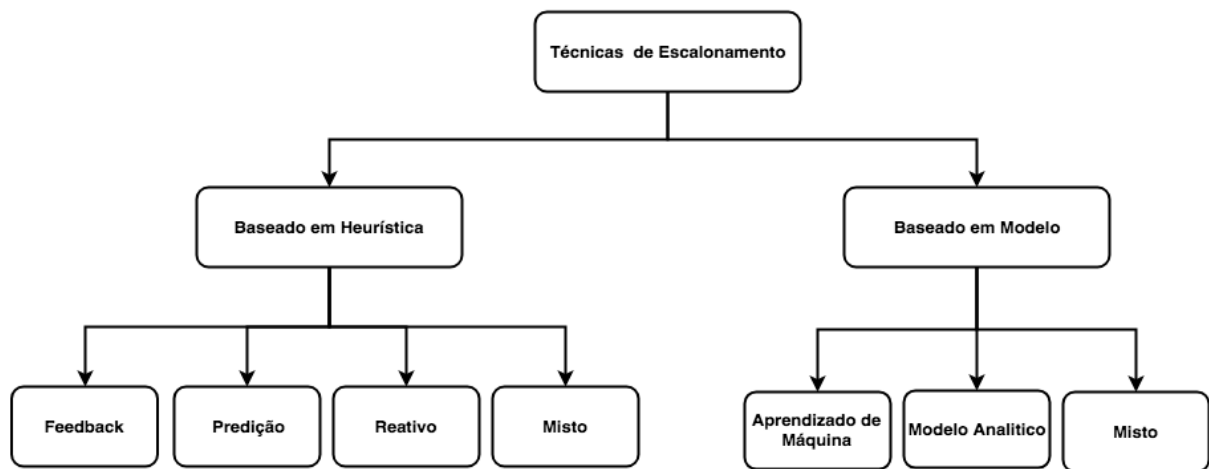 Técnicas de Escalonamento
Baseado em Heurística
Baseado em Modelo
Feedback
Predição
Reativo
Misto
Aprendizado de
Máquina
Modelo Analitico
Misto